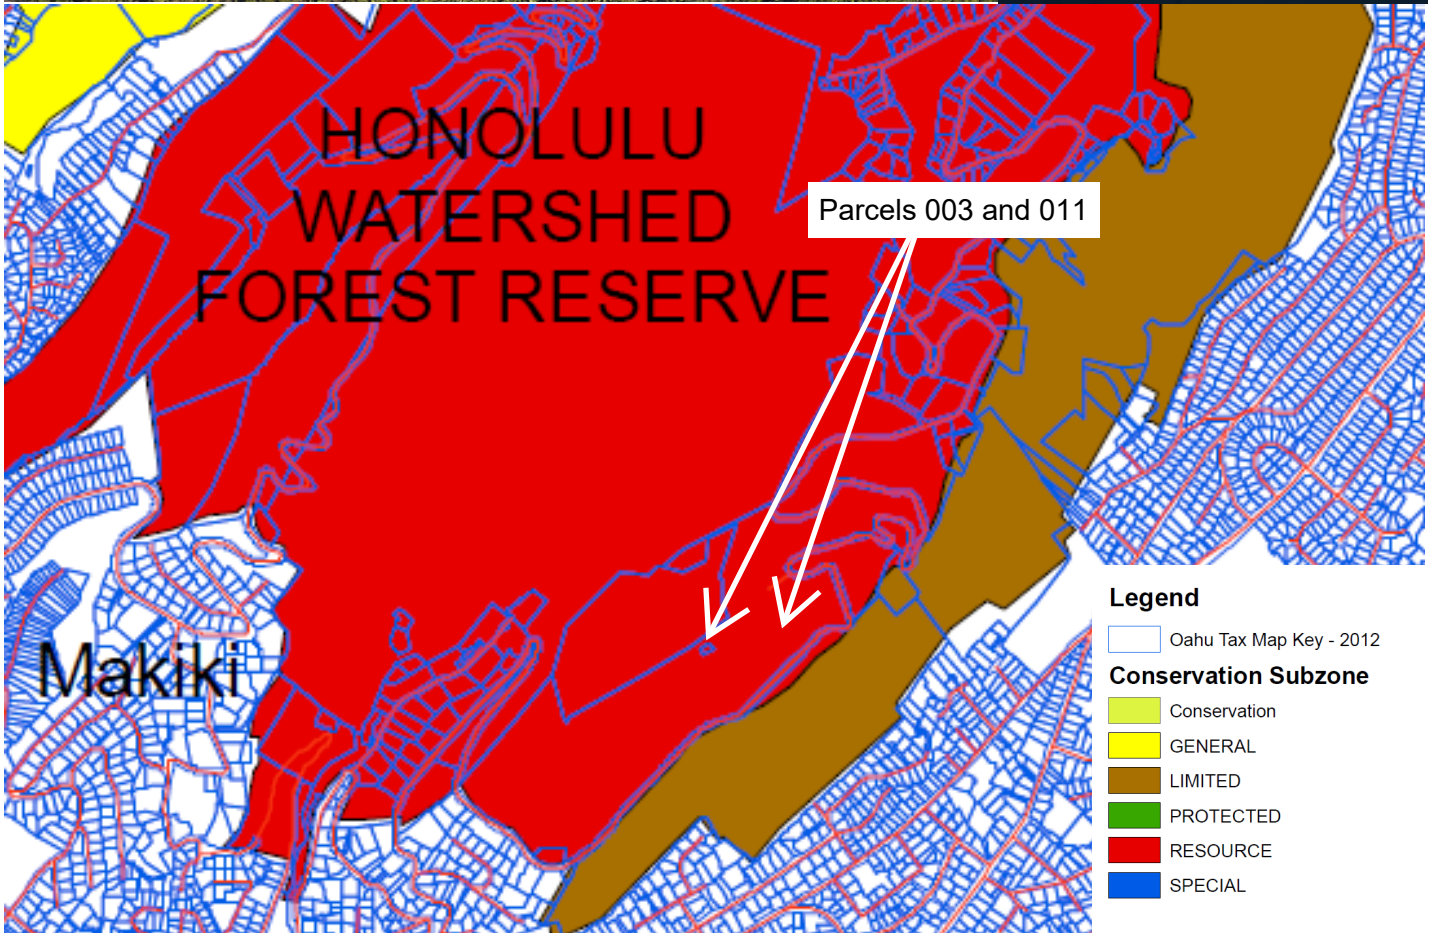 HONOLULU
WATERSHED
FOREST RESERVE
Parcels 003 and 011
Makiki
Legend
Oahu Tax Map Key - 2012
Conservation Subzone
Conservation
GENERAL
LIMITED
PROTECTED
RESOURCE
SPECIAL